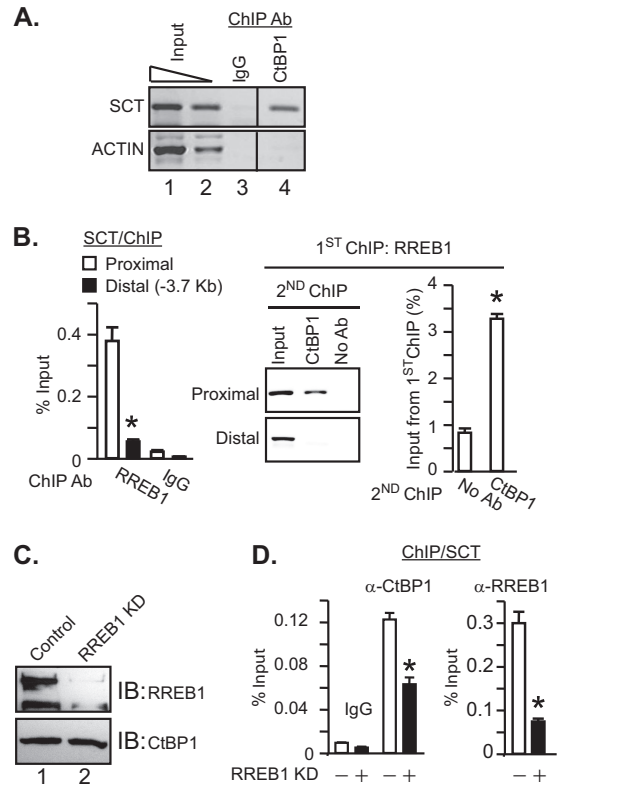 A.
ChIP Ab
Input
IgG
CtBP1
SCT
ACTIN
1 2 3 4
B.
SCT/ChIP
Proximal
Distal (-3.7 Kb)
% Input
0.4
0.2
0
ChIP Ab
RREB1
IgG
1ST ChIP: RREB1
2ND ChIP
Input
CtBP1
No Ab
Proximal
Distal
Input from 1STChIP (%)
4
3
2
1
0
*
*
2ND ChIP
No Ab
CtBP1
C.
Control
RREB1 KD
IB:RREB1
IB:CtBP1
1 2
D.
ChIP/SCT
α-CtBP1
% Input
0.12
0.08
0.04
0
IgG
*
RREB1 KD
− + − +
α-RREB1
% Input
0.3
0.2
0.1
0
*
− +